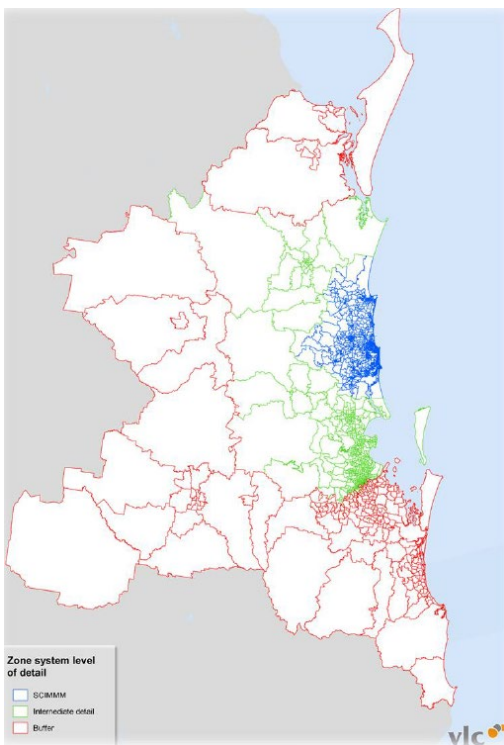 Zone system level
of detail
SCIMMM
Intermediate detail
Buffer
vlc